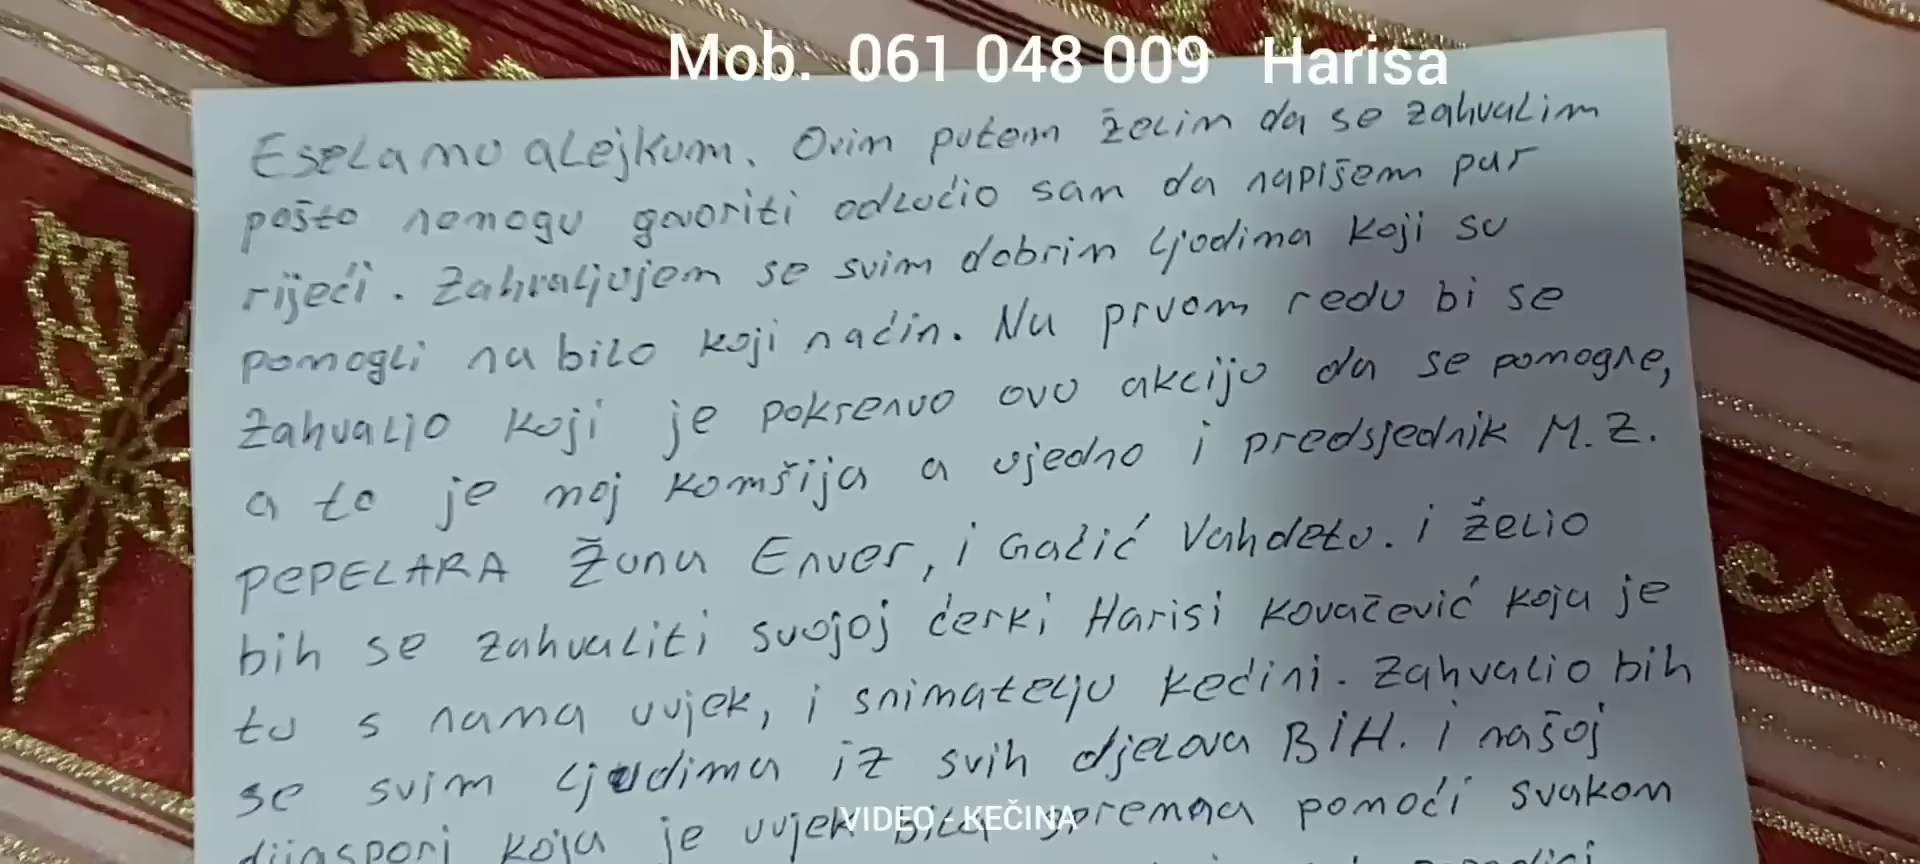 Mob. 061 048 009 Harisa
Eselamu alejkum. Ovim putem želim da se zahvalim
pošto nemogu govoriti odlučio sam da napišem par
riječi. Zahvaljujem se svim dobrim ljudima koji su
pomogli na bilo koji način. Na prvom redu bi se
zahvalio koji je pokrenuo ovu akciju da se pomogne,
a to je moj komšija a ujedno i predsjednik M.Z.
PEPELARA Žuna Enver, i Galić Vahdetu. i želio
bih se zahvaliti svojoj ćerki Harisi Kovačević koja je
tu s nama uvjek, i snimatelju Kečini. Zahvalio bih
se svim ljudima iz svih djelova BiH. i našoj
dijaspori koja je uvjek bila spremna pomoći svakom
VIDEO - KEČINA